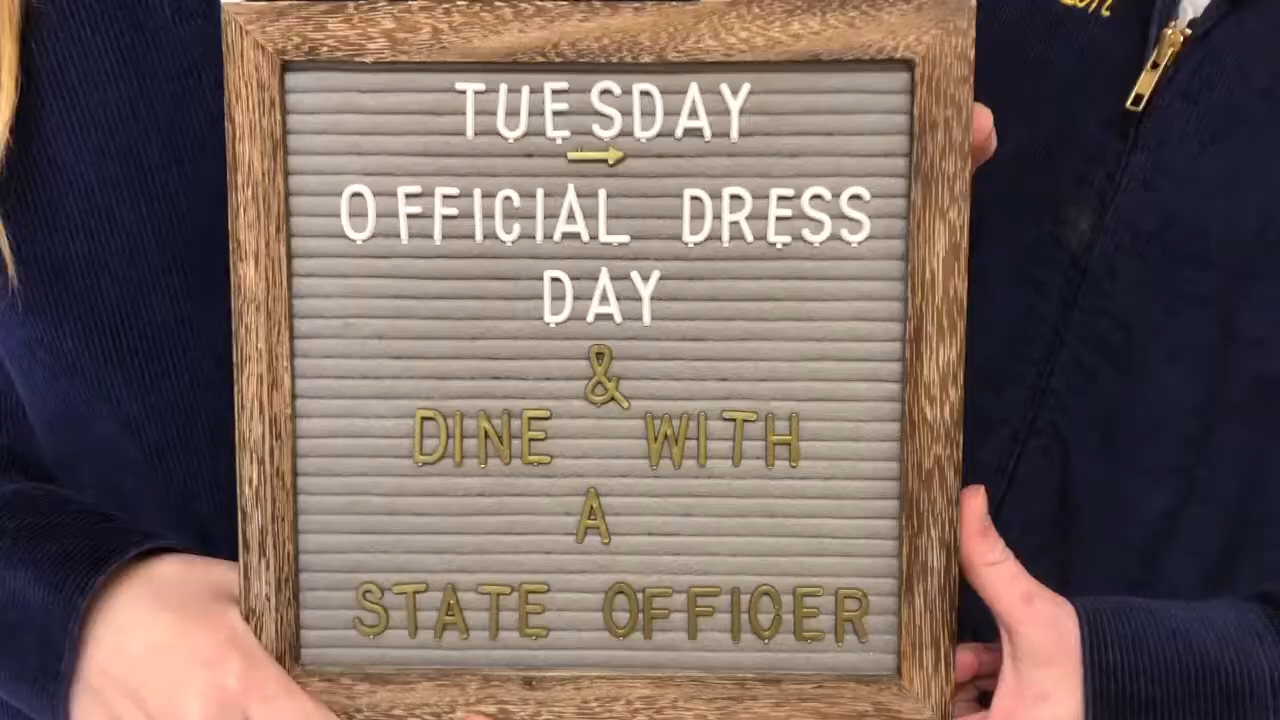 TUESDAY
→
OFFICIAL DRESS
DAY
&
DINE WITH
A
STATE OFFICER